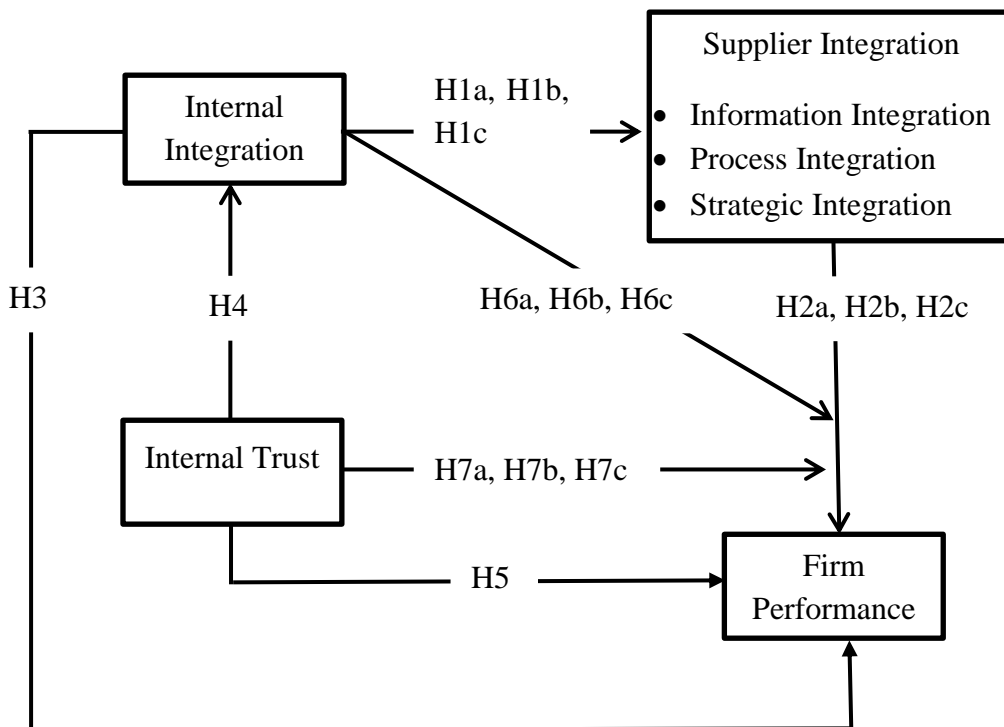 Supplier Integration
• Information Integration
• Process Integration
• Strategic Integration
Internal
Integration
H1a, H1b,
H1c
H3
H4
H6a, H6b, H6c
H2a, H2b, H2c
Internal Trust
H7a, H7b, H7c
H5
Firm
Performance